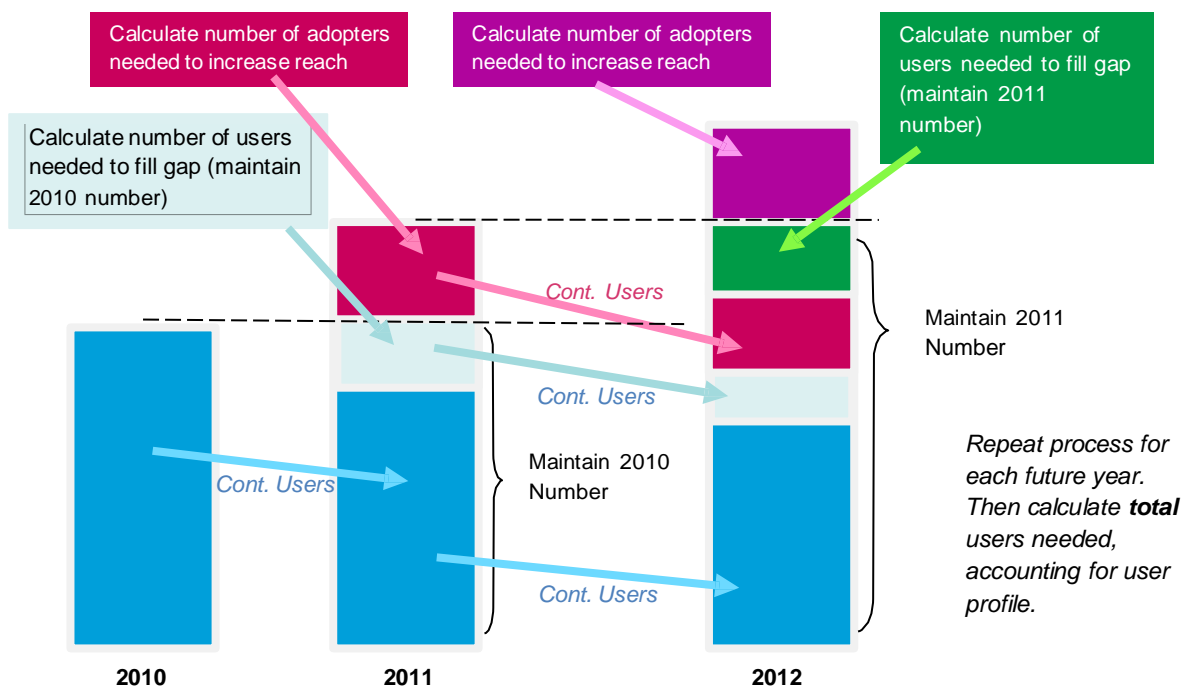 Calculate number of adopters
needed to increase reach
Calculate number of adopters
needed to increase reach
Calculate number of
users needed to fill gap
(maintain 2011
number)
Calculate number of users
needed to fill gap (maintain
2010 number)
Cont. Users
Maintain 2011
Number
Cont. Users
Maintain 2010
Number
Cont. Users
Cont. Users
Repeat process for
each future year.
Then calculate total
users needed,
accounting for user
profile.
2010
2011
2012